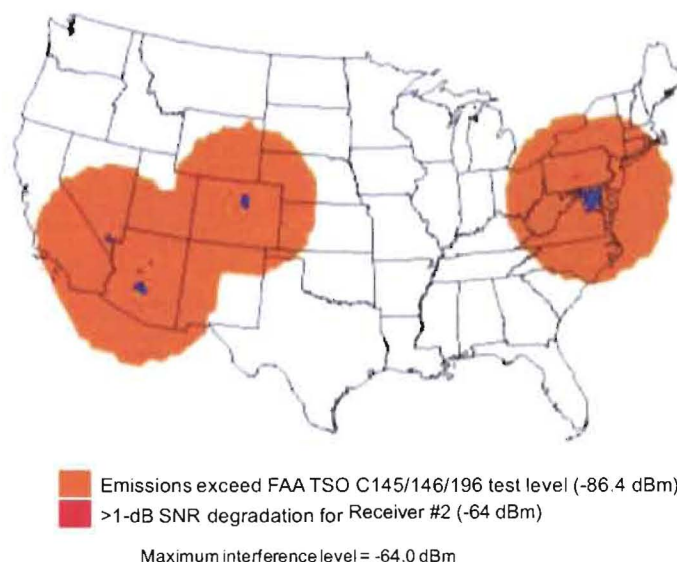 Emissions exceed FAA TSO C145/146/196 test level (-86.4 dBm)
>1-dB SNR degradation for Receiver #2 (-64 dBm)
Maximum interference level = -64.0 dBm